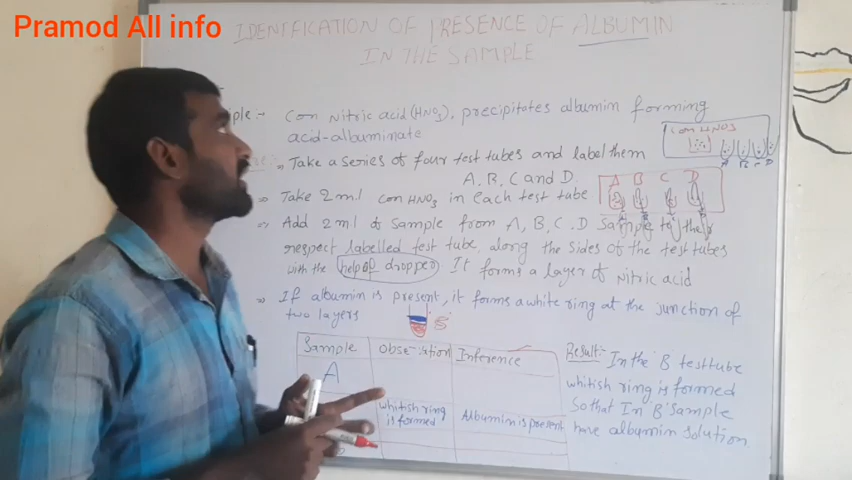 Pramod All info
IDENTIFICATION OF PRESENCE OF ALBUMIN
IN THE SAMPLE
iple:- Con Nitric acid (HNO3), precipitates albumin forming
acid-albuminate
Con HNO3
A B C D
Take a series of four test tubes and label them
A, B, C and D.
A B C D
Take 2 ml con HNO3 in each test tube
Add 2 ml of sample from A, B, C, D sample to their
respect labelled test tube along the sides of the test tubes
with the help of dropper It forms a layer of Nitric acid
If albumin is present, it forms a white ring at the junction of
two layers
B
Sample Observation Inference
A
whitish ring
is formed
Albumin is present
Result:- In the B test tube
whitish ring is formed
So that In B sample
have albumin solution